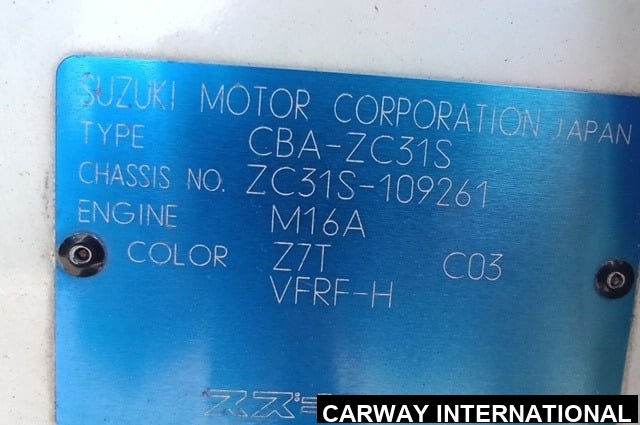 SUZUKI MOTOR CORPORATION JAPAN
TYPE CBA-ZC31S
CHASSIS NO. ZC31S-109261
ENGINE M16A
COLOR Z7T C03
VFRF-H
CARWAY INTERNATIONAL